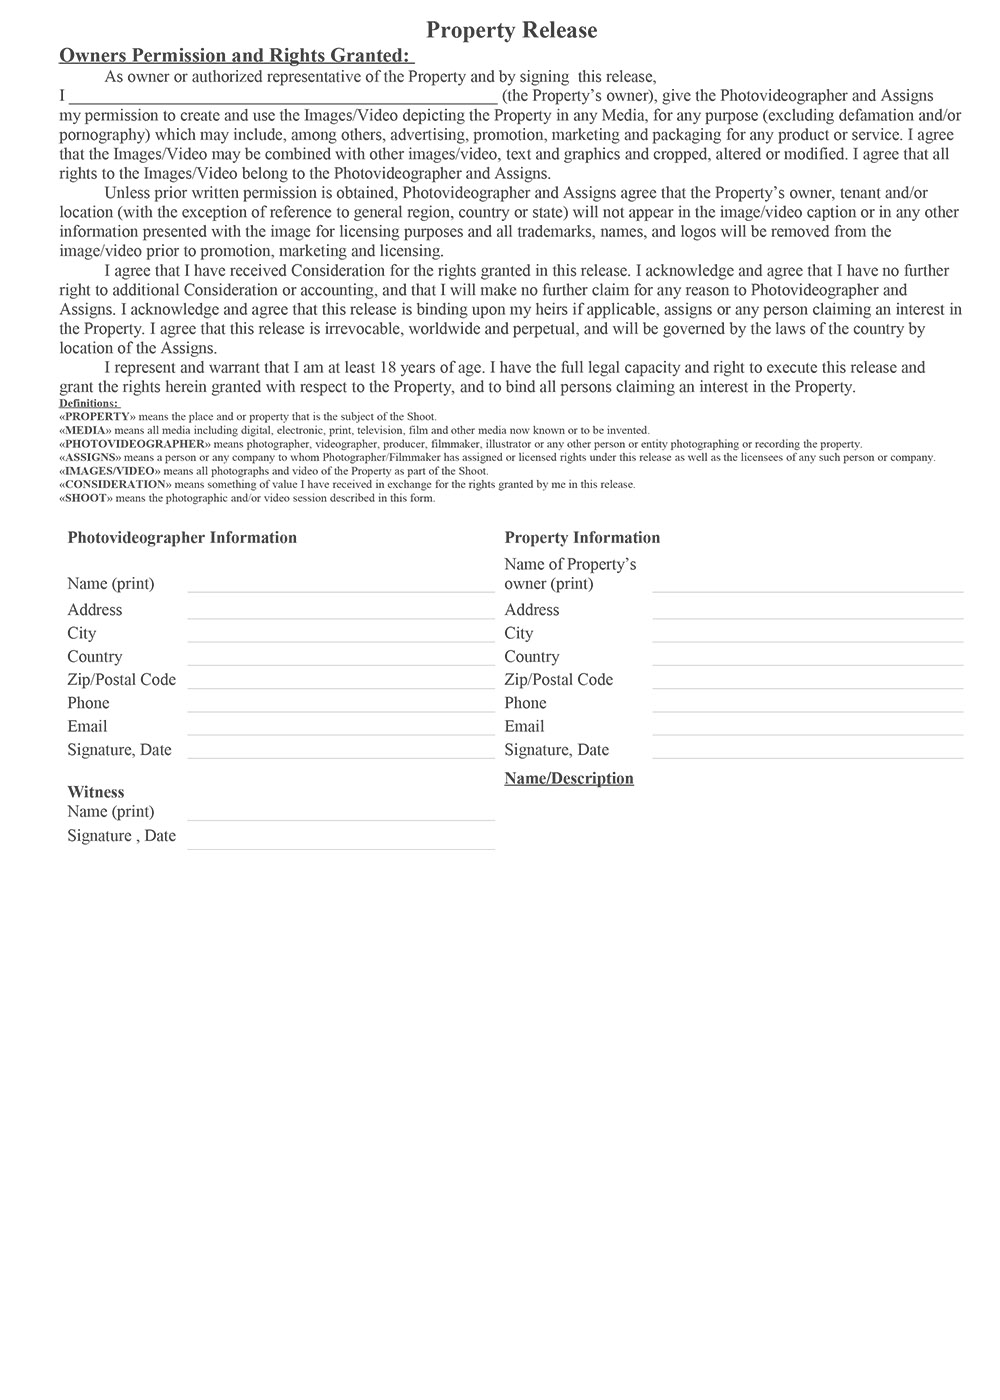 Property Release
Owners Permission and Rights Granted:
As owner or authorized representative of the Property and by signing  this release,
I ______________________________________________ (the Property’s owner), give the Photovideographer and Assigns
my permission to create and use the Images/Video depicting the Property in any Media, for any purpose (excluding defamation and/or
pornography) which may include, among others, advertising, promotion, marketing and packaging for any product or service. I agree
that the Images/Video may be combined with other images/video, text and graphics and cropped, altered or modified. I agree that all
rights to the Images/Video belong to the Photovideographer and Assigns.
Unless prior written permission is obtained, Photovideographer and Assigns agree that the Property’s owner, tenant and/or
location (with the exception of reference to general region, country or state) will not appear in the image/video caption or in any other
information presented with the image for licensing purposes and all trademarks, names, and logos will be removed from the
image/video prior to promotion, marketing and licensing.
I agree that I have received Consideration for the rights granted in this release. I acknowledge and agree that I have no further
right to additional Consideration or accounting, and that I will make no further claim for any reason to Photovideographer and
Assigns. I acknowledge and agree that this release is binding upon my heirs if applicable, assigns or any person claiming an interest in
the Property. I agree that this release is irrevocable, worldwide and perpetual, and will be governed by the laws of the country by
location of the Assigns.
I represent and warrant that I am at least 18 years of age. I have the full legal capacity and right to execute this release and
grant the rights herein granted with respect to the Property, and to bind all persons claiming an interest in the Property.
Definitions:
«PROPERTY» means the place and or property that is the subject of the Shoot.
«MEDIA» means all media including digital, electronic, print, television, film and other media now known or to be invented.
«PHOTOVIDEOGRAPHER» means photographer, videographer, producer, filmmaker, illustrator or any other person or entity photographing or recording the property.
«ASSIGNS» means a person or any company to whom Photographer/Filmmaker has assigned or licensed rights under this release as well as the licensees of any such person or company.
«IMAGES/VIDEO» means all photographs and video of the Property as part of the Shoot.
«CONSIDERATION» means something of value I have received in exchange for the rights granted by me in this release.
«SHOOT» means the photographic and/or video session described in this form.
Photovideographer Information
Name (print)
Address
City
Country
Zip/Postal Code
Phone
Email
Signature, Date
Witness
Name (print)
Signature , Date
Property Information
Name of Property’s
owner (print)
Address
City
Country
Zip/Postal Code
Phone
Email
Signature, Date
Name/Description